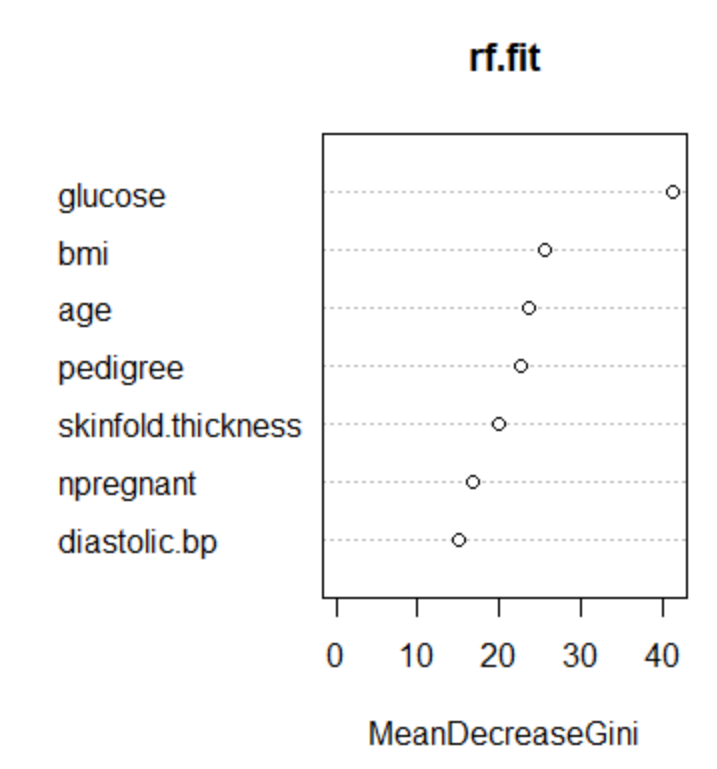 rf.fit
glucose
bmi
age
pedigree
skinfold.thickness
npregnant
diastolic.bp
0 10 20 30 40
MeanDecreaseGini